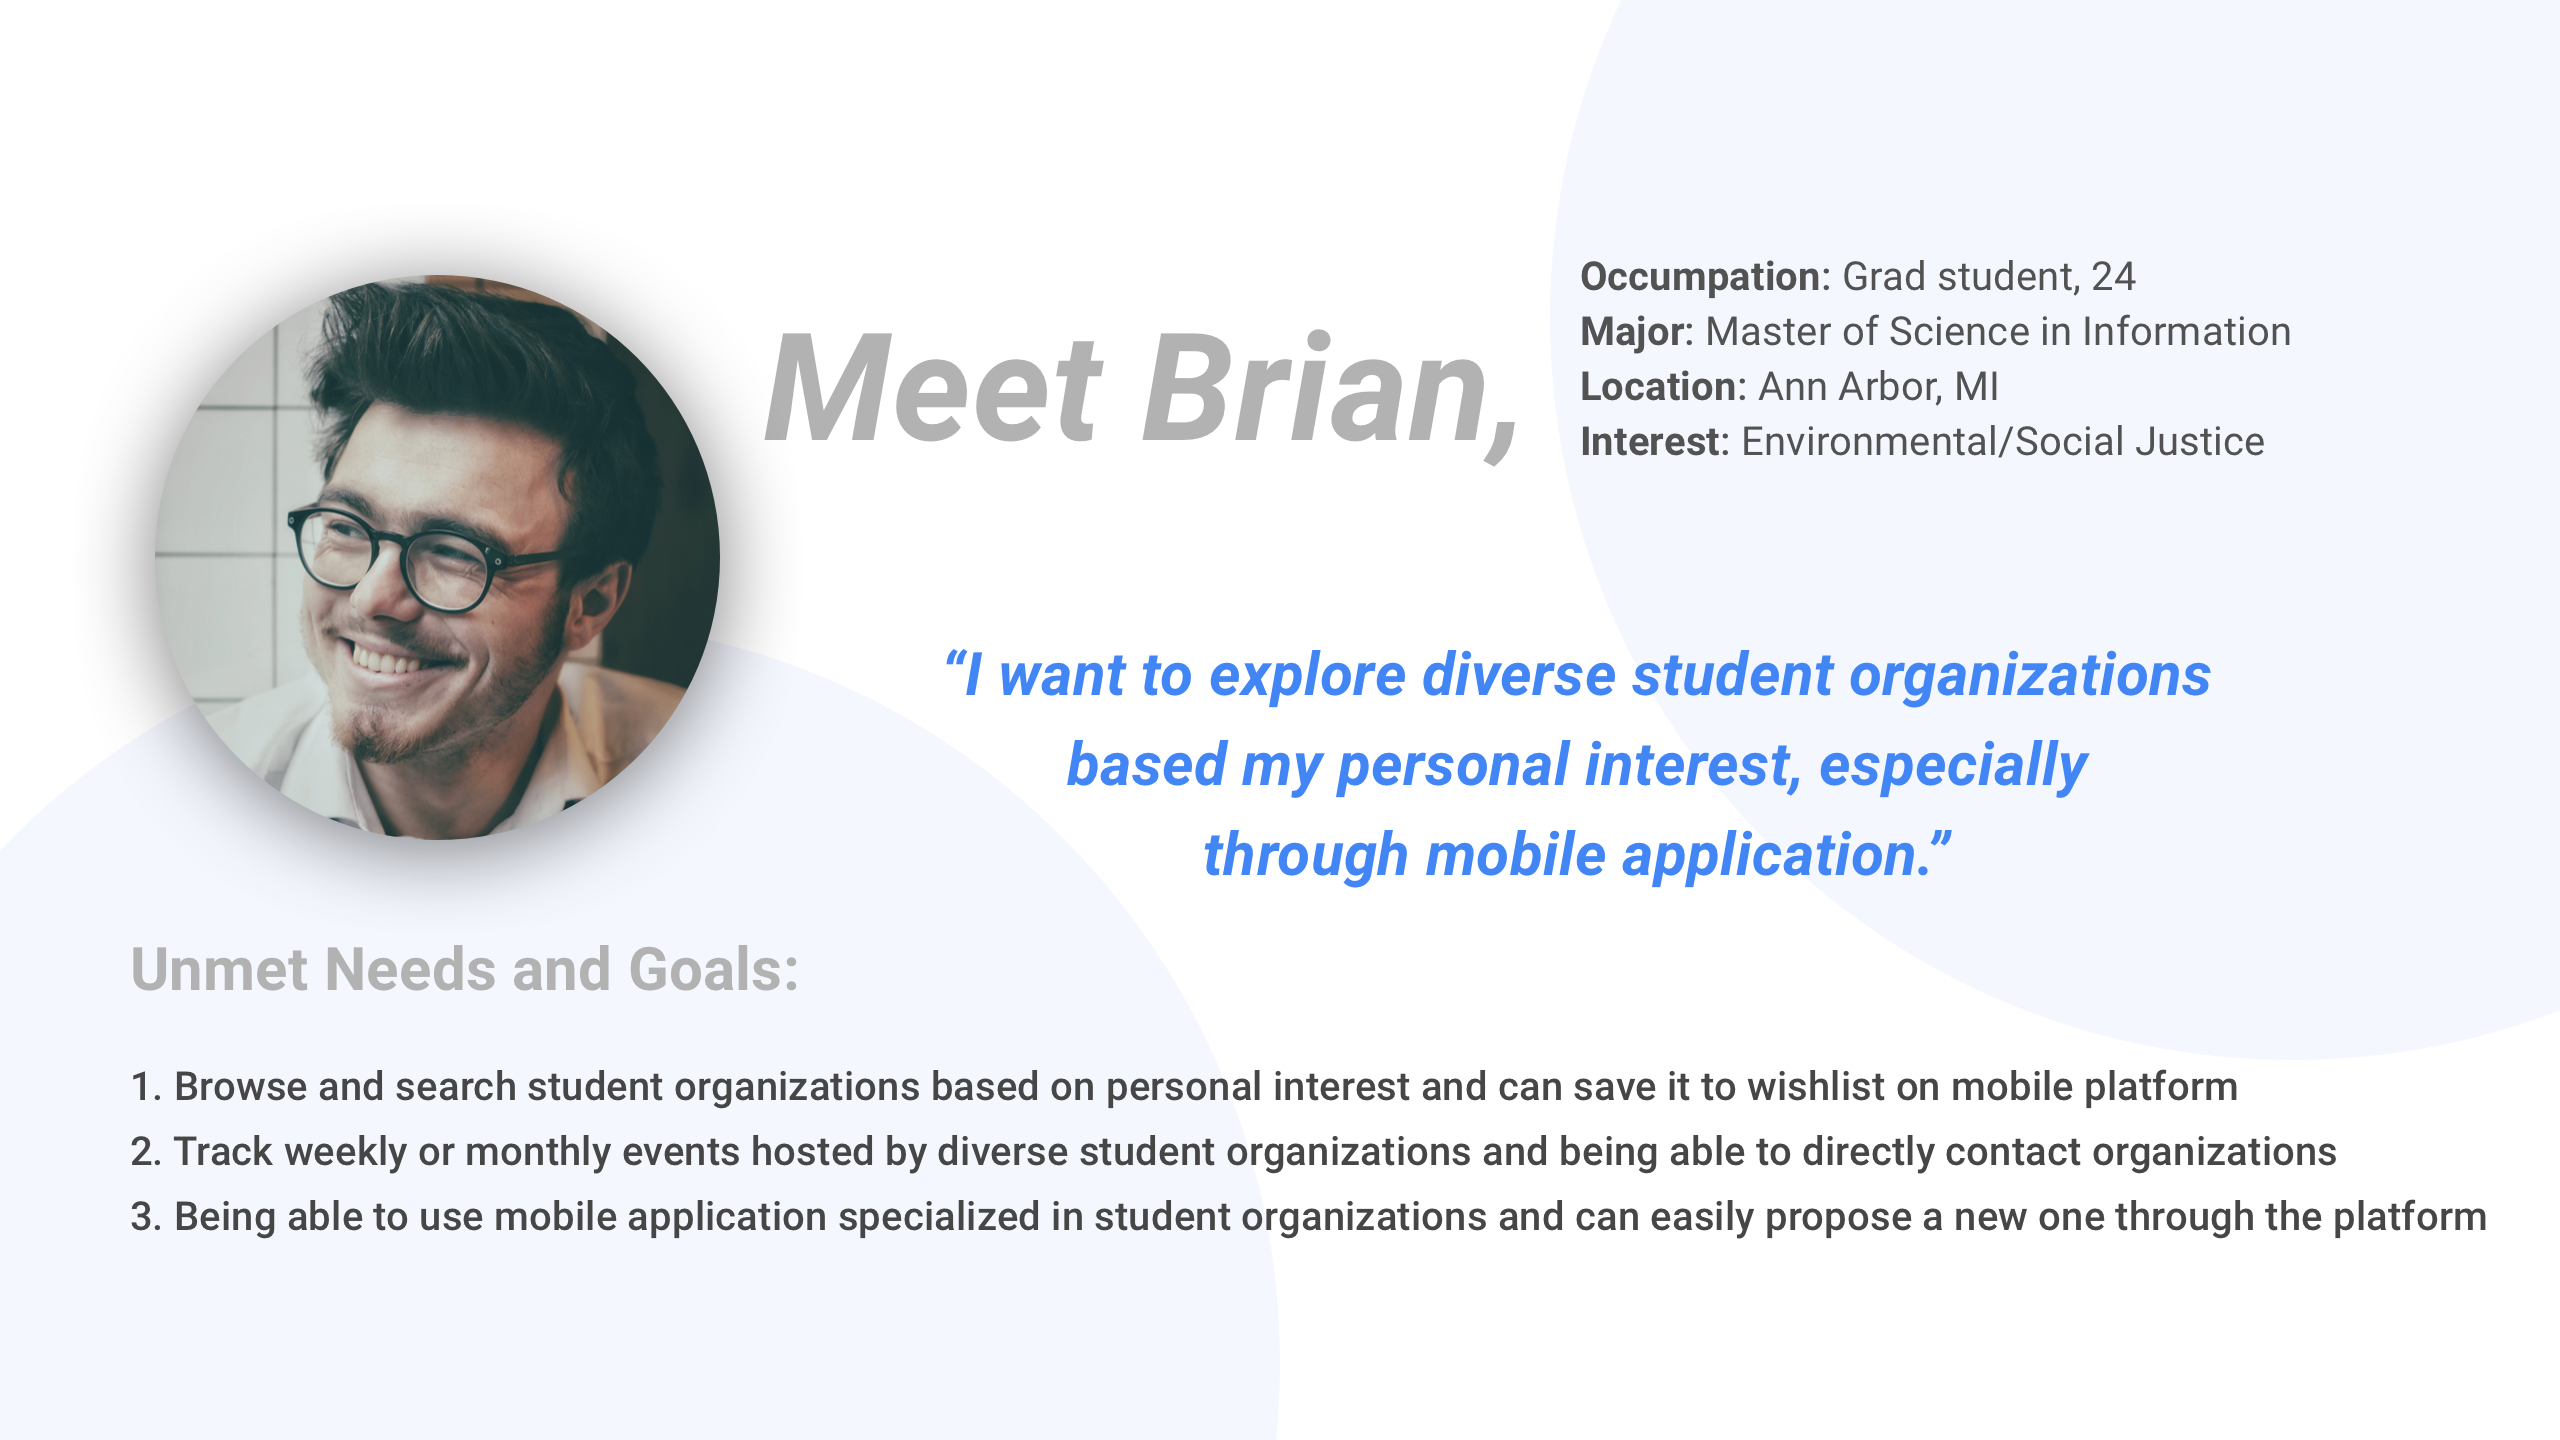 Meet Brian,
Occumpation: Grad student, 24
Major: Master of Science in Information
Location: Ann Arbor, MI
Interest: Environmental/Social Justice
“I want to explore diverse student organizations
based my personal interest, especially
through mobile application.”
Unmet Needs and Goals:
1. Browse and search student organizations based on personal interest and can save it to wishlist on mobile platform
2. Track weekly or monthly events hosted by diverse student organizations and being able to directly contact organizations
3. Being able to use mobile application specialized in student organizations and can easily propose a new one through the platform